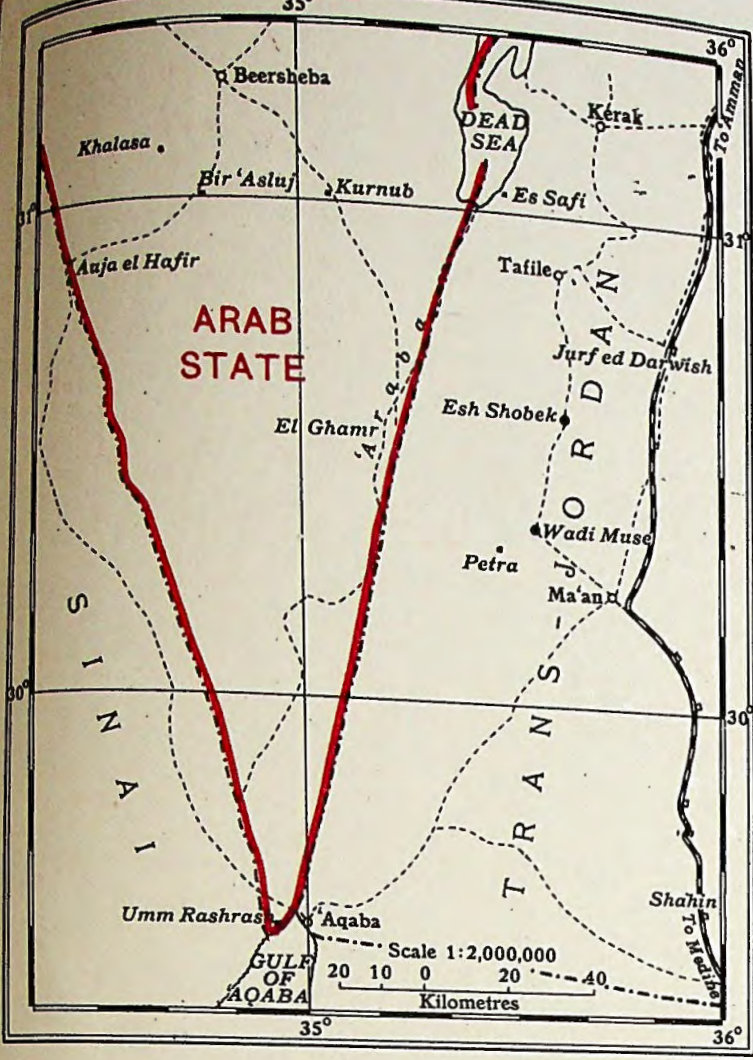 35°
36°
Beersheba
To Amman
DEAD
SEA
Kerak
Khalasa
Bir 'Asluj
Kurnub
Es Safi
31°
31°
Auja el Hafir
Tafile
ARAB
STATE
'Araba
Jurf ed Darwish
El Ghamr
Esh Shobek
Wadi Muse
Petra
Ma'an
TRANS-JORDAN
SINAI
30°
30°
Umm Rashras
'Aqaba
Shahin
To Medine
GULF
OF
AQABA
Scale 1:2,000,000
20 10 0 20 40
Kilometres
35°
36°